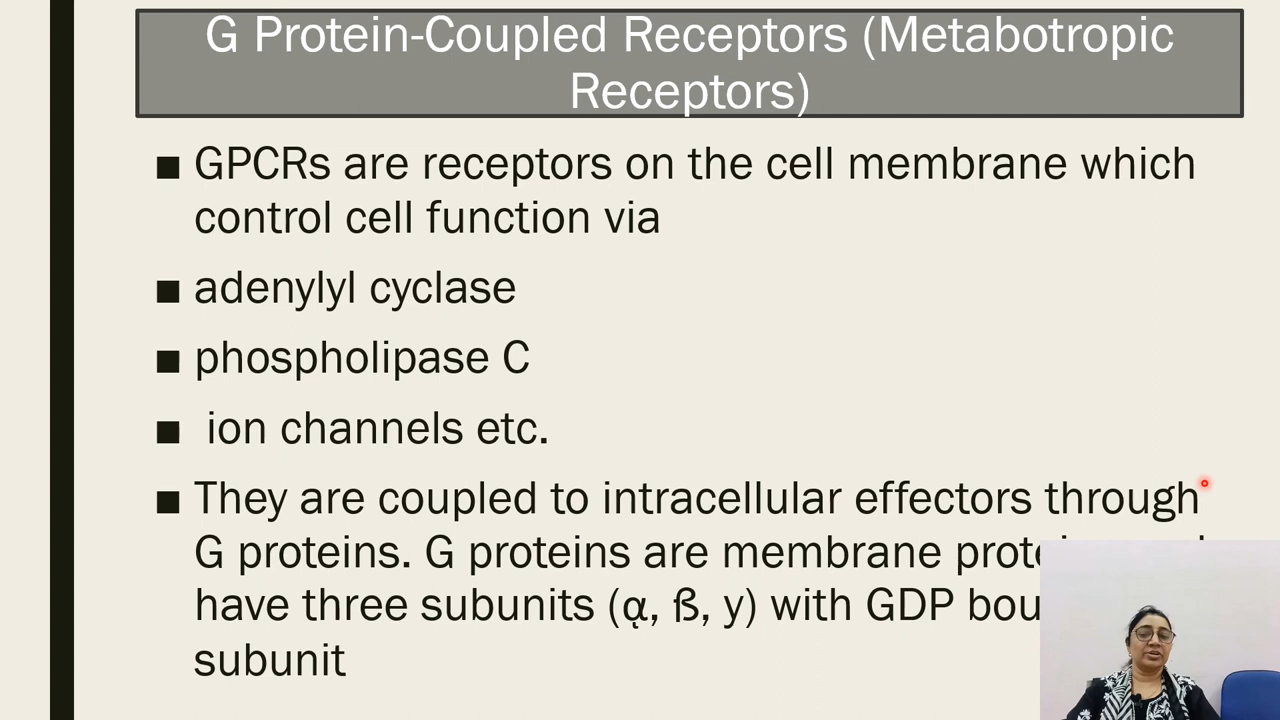 G Protein-Coupled Receptors (Metabotropic
Receptors)
■ GPCRs are receptors on the cell membrane which
control cell function via
■ adenylyl cyclase
■ phospholipase C
■ ion channels etc.
■ They are coupled to intracellular effectors through
G proteins. G proteins are membrane
have three subunits (ᾳ, ß, y) with GDP
subunit